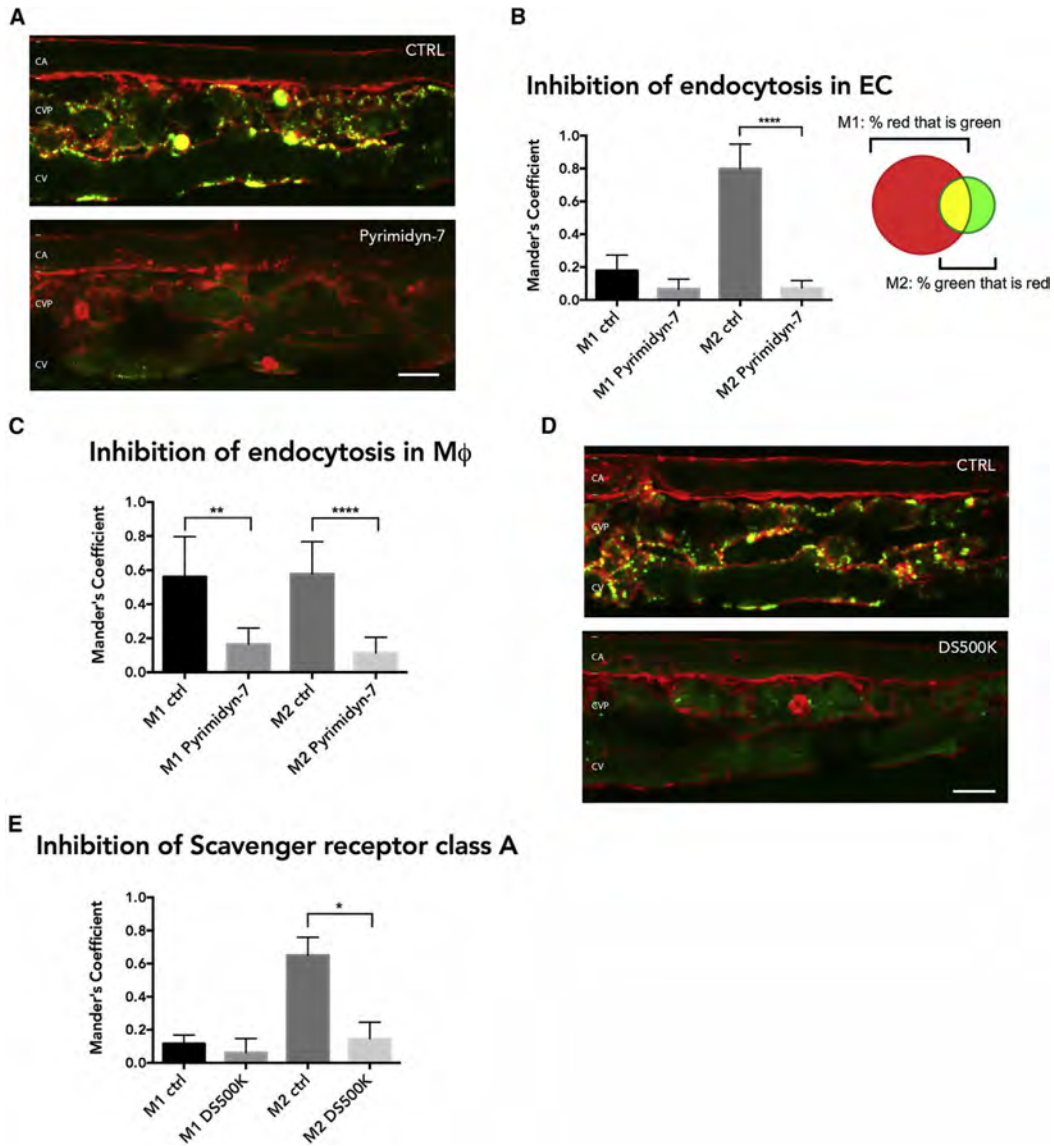 A
CTRL
CA
CVP
CV
Pyrimidyn-7
CA
CVP
CV
B
Inhibition of endocytosis in EC
Mander's Coefficient
1.0
0.8
0.6
0.4
0.2
0.0
****
M1 ctrl
M1 Pyrimidyn-7
M2 ctrl
M2 Pyrimidyn-7
M1: % red that is green
M2: % green that is red
C
Inhibition of endocytosis in Mϕ
Mander's Coefficient
1.0
0.8
0.6
0.4
0.2
0.0
**
****
M1 ctrl
M1 Pyrimidyn-7
M2 ctrl
M2 Pyrimidyn-7
D
CTRL
CA
CVP
CV
DS500K
CA
CVP
CV
E
Inhibition of Scavenger receptor class A
Mander's Coefficient
1.0
0.8
0.6
0.4
0.2
0.0
*
M1 ctrl
M1 DS500K
M2 ctrl
M2 DS500K